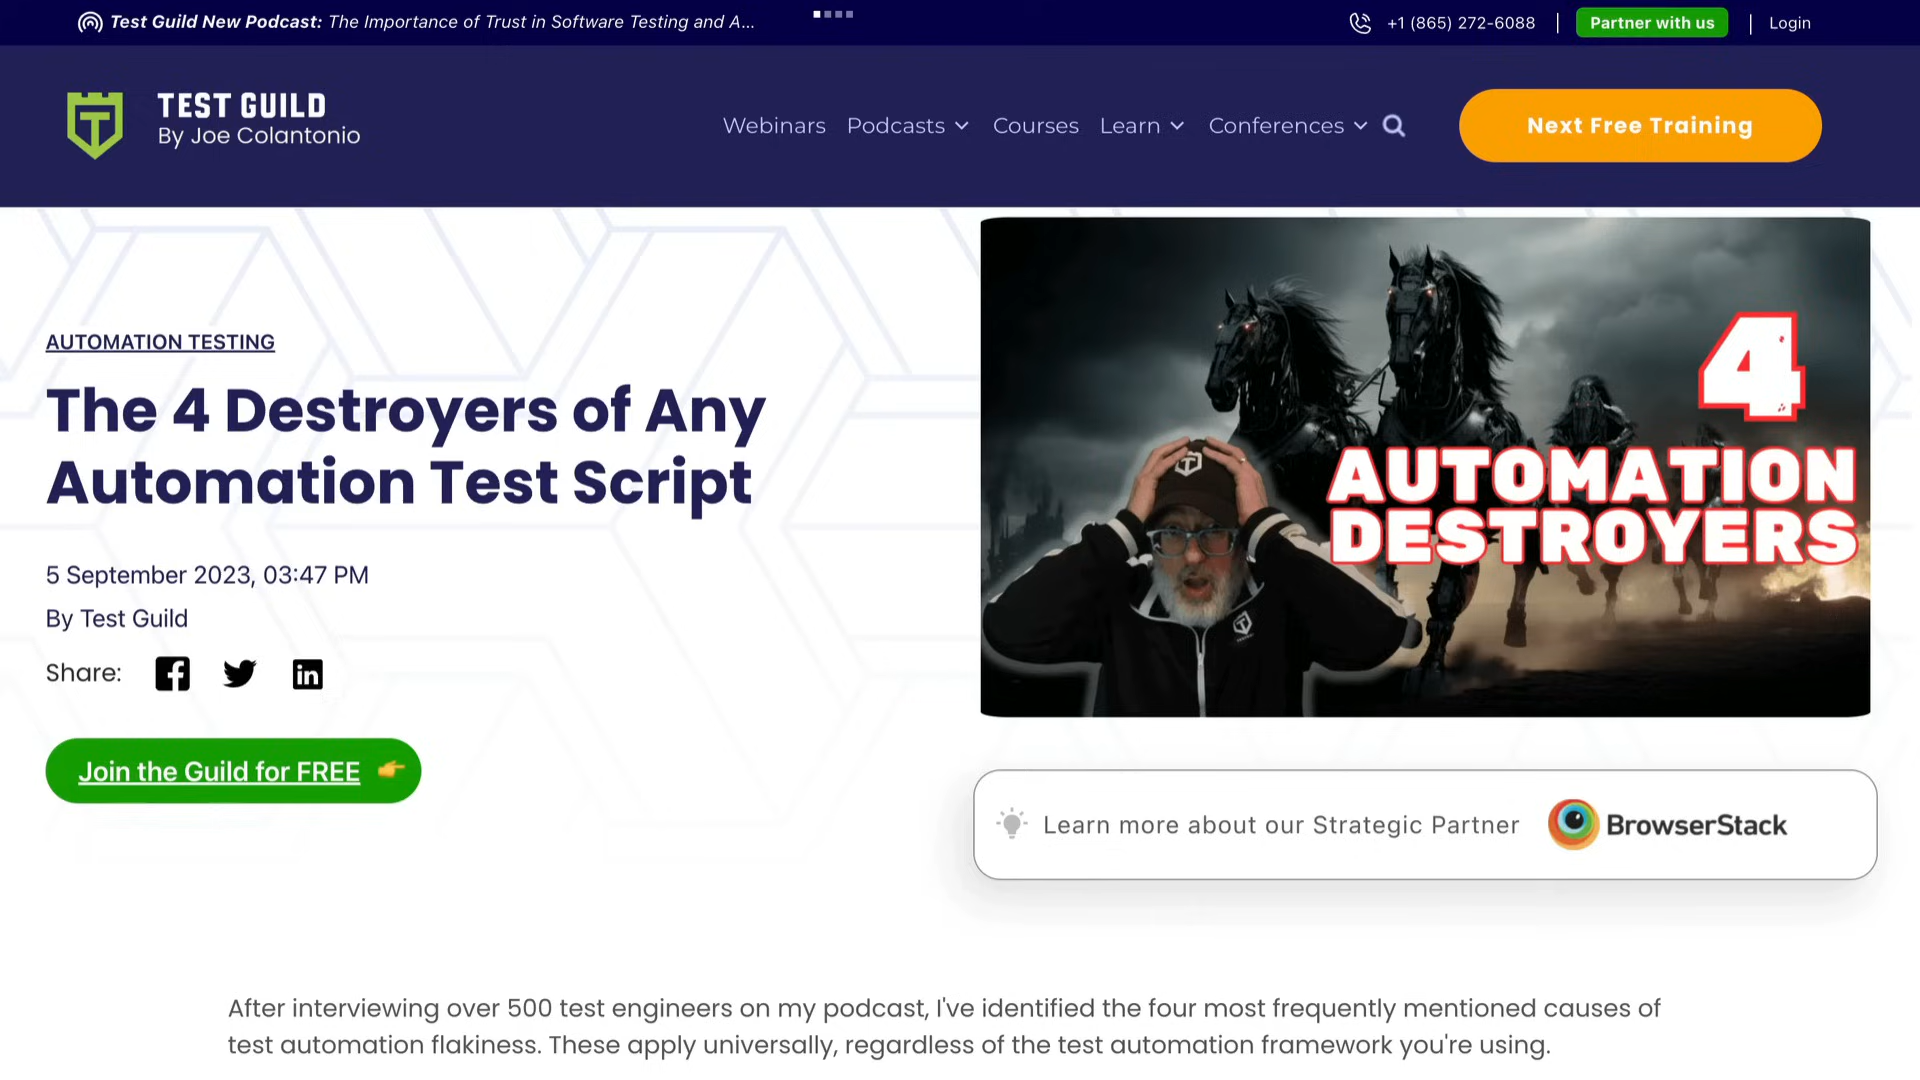 Test Guild New Podcast: The Importance of Trust in Software Testing and A...
+1 (865) 272-6088
Partner with us
Login
TEST GUILD
By Joe Colantonio
Webinars
Podcasts
Courses
Learn
Conferences
Next Free Training
AUTOMATION TESTING
The 4 Destroyers of Any
Automation Test Script
5 September 2023, 03:47 PM
By Test Guild
Share:
Join the Guild for FREE
4
AUTOMATION
DESTROYERS
Learn more about our Strategic Partner
BrowserStack
After interviewing over 500 test engineers on my podcast, I've identified the four most frequently mentioned causes of
test automation flakiness. These apply universally, regardless of the test automation framework you're using.